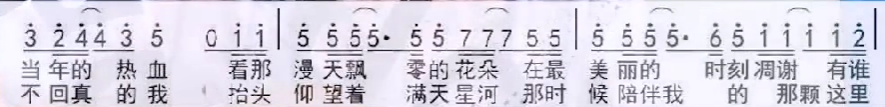 3̇ 2̇ 4̇ 4̇ 3̇ 5̇ 0 1̇ 1̇ | 5̇ 5̇ 5̇ 5̇· 5̇ 5̇ 7̇ 7̇ 7̇ 5̇ 5̇ | 5̇ 5̇ 5̇ 5̇· 6̇ 5̇ 1̇ 1̇ 1̇ 1̇ 2̇ |
当年的 热血 看那 漫天飘 零的花朵 在最 美丽的 时刻凋谢 有谁
不回真 的我 抬头 仰望着 满天星河 那时 候陪伴我 的 那颗这里